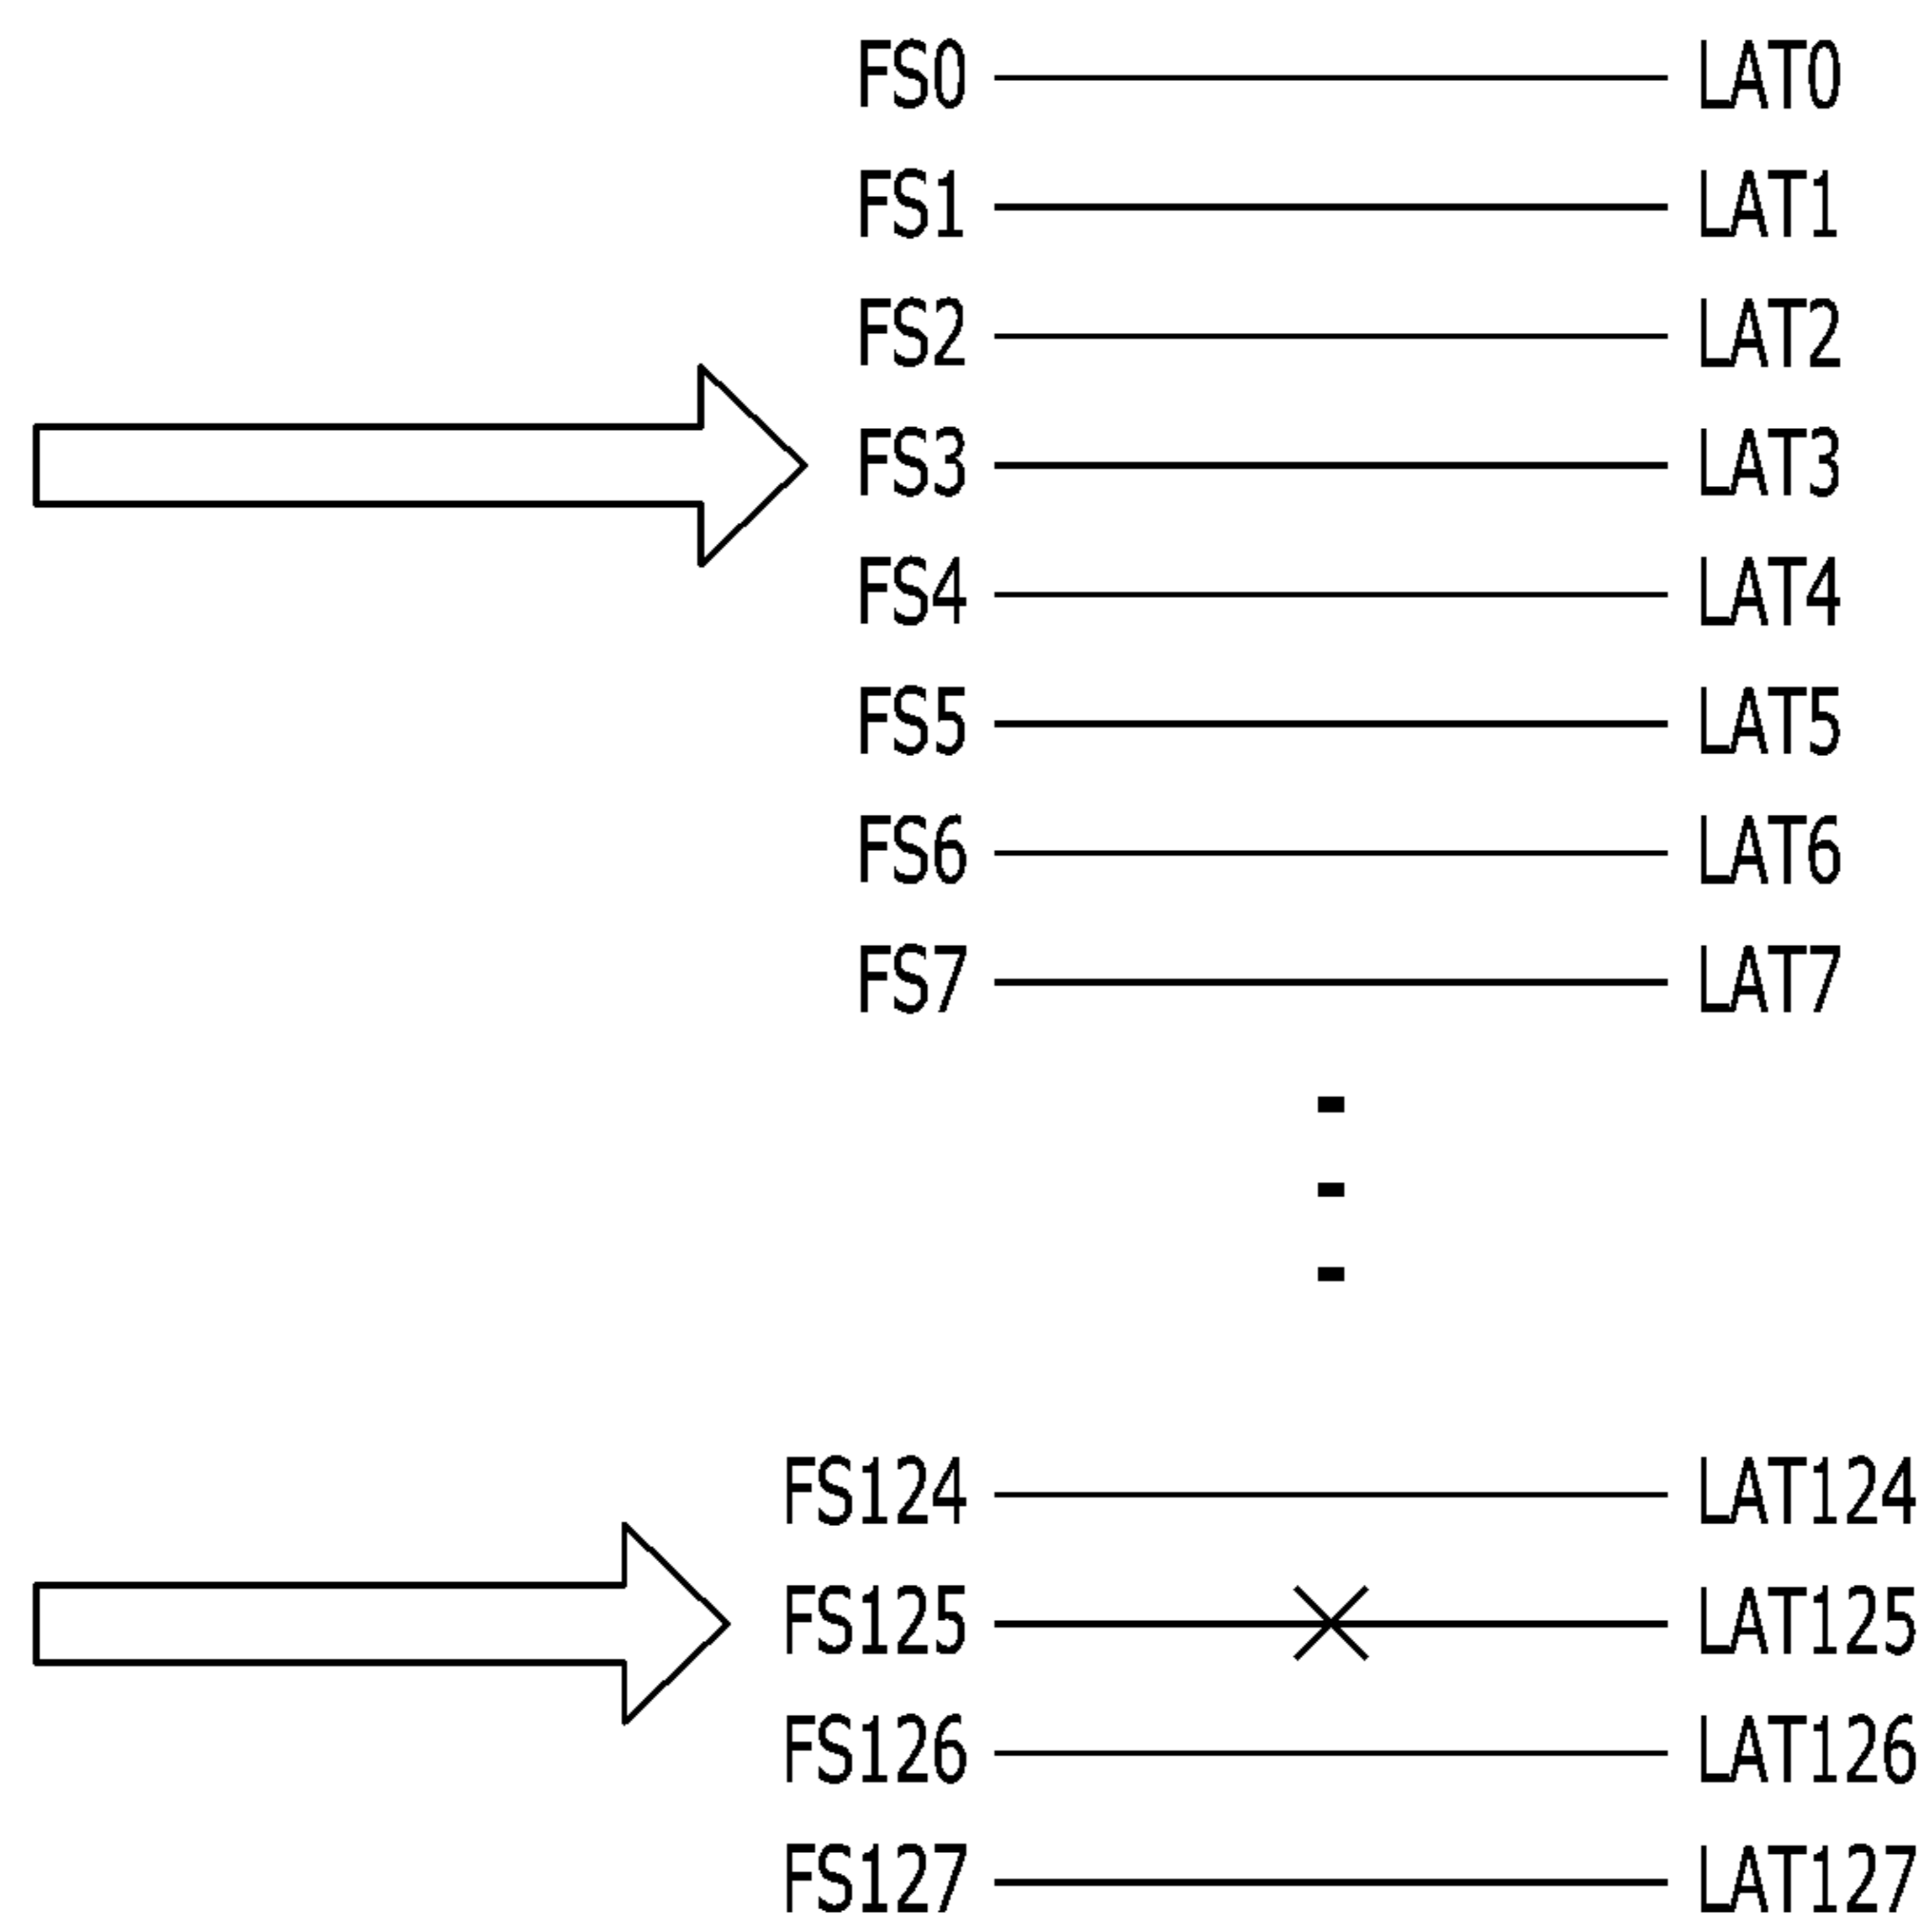 FS0 LAT0
FS1 LAT1
FS2 LAT2
FS3 LAT3
FS4 LAT4
FS5 LAT5
FS6 LAT6
FS7 LAT7
FS124 LAT124
FS125 LAT125
FS126 LAT126
FS127 LAT127